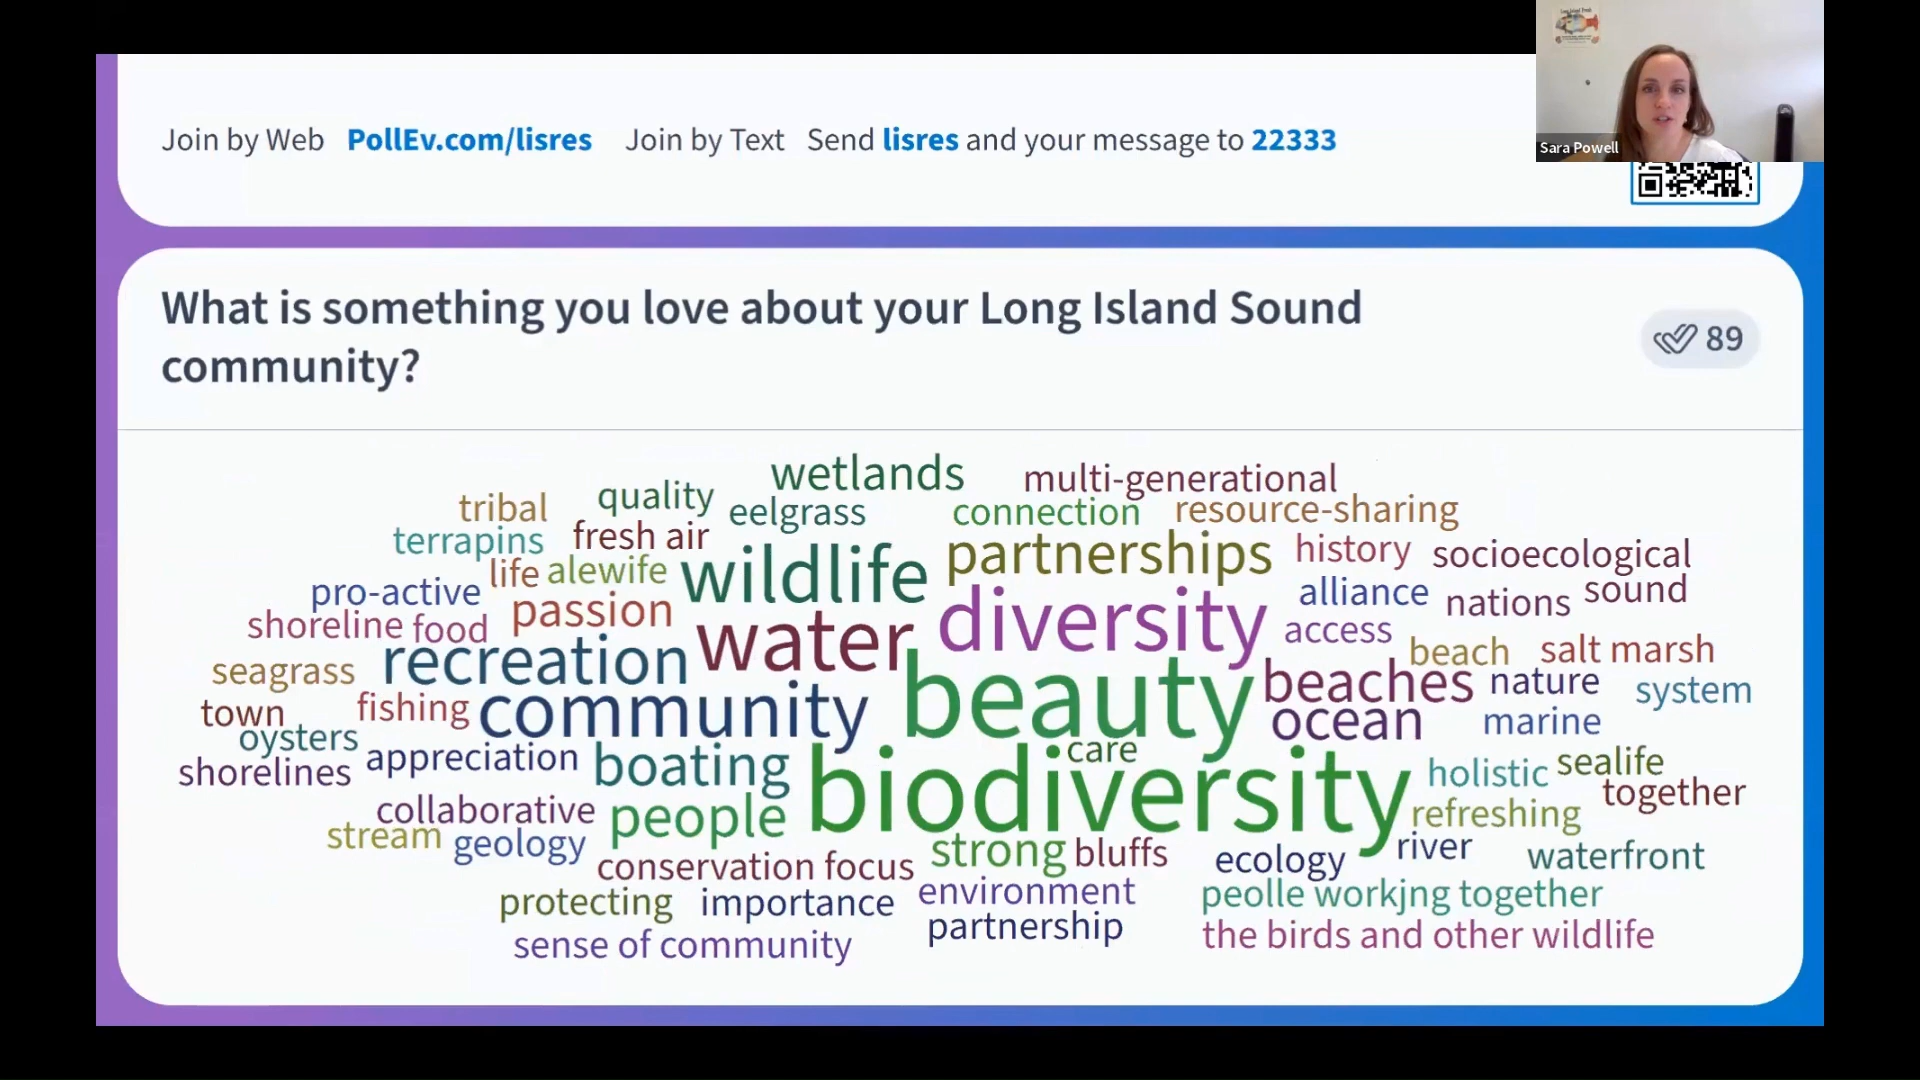 Sara Powell
Join by Web PollEv.com/lisres Join by Text Send lisres and your message to 22333
What is something you love about your Long Island Sound
community?
89
wetlands
multi-generational
tribal
quality
eelgrass
connection
resource-sharing
terrapins
fresh air
wildlife
partnerships
history
socioecological
life
alewife
pro-active
passion
diversity
alliance
nations
sound
shoreline
food
water
access
recreation
beach
salt marsh
seagrass
beauty
beaches
nature
system
town
fishing
community
ocean
marine
oysters
care
shorelines
appreciation
boating
biodiversity
holistic
sealife
together
collaborative
people
refreshing
stream
geology
conservation focus
strong
bluffs
ecology
river
waterfront
protecting
importance
environment
peolle workjng together
partnership
sense of community
the birds and other wildlife